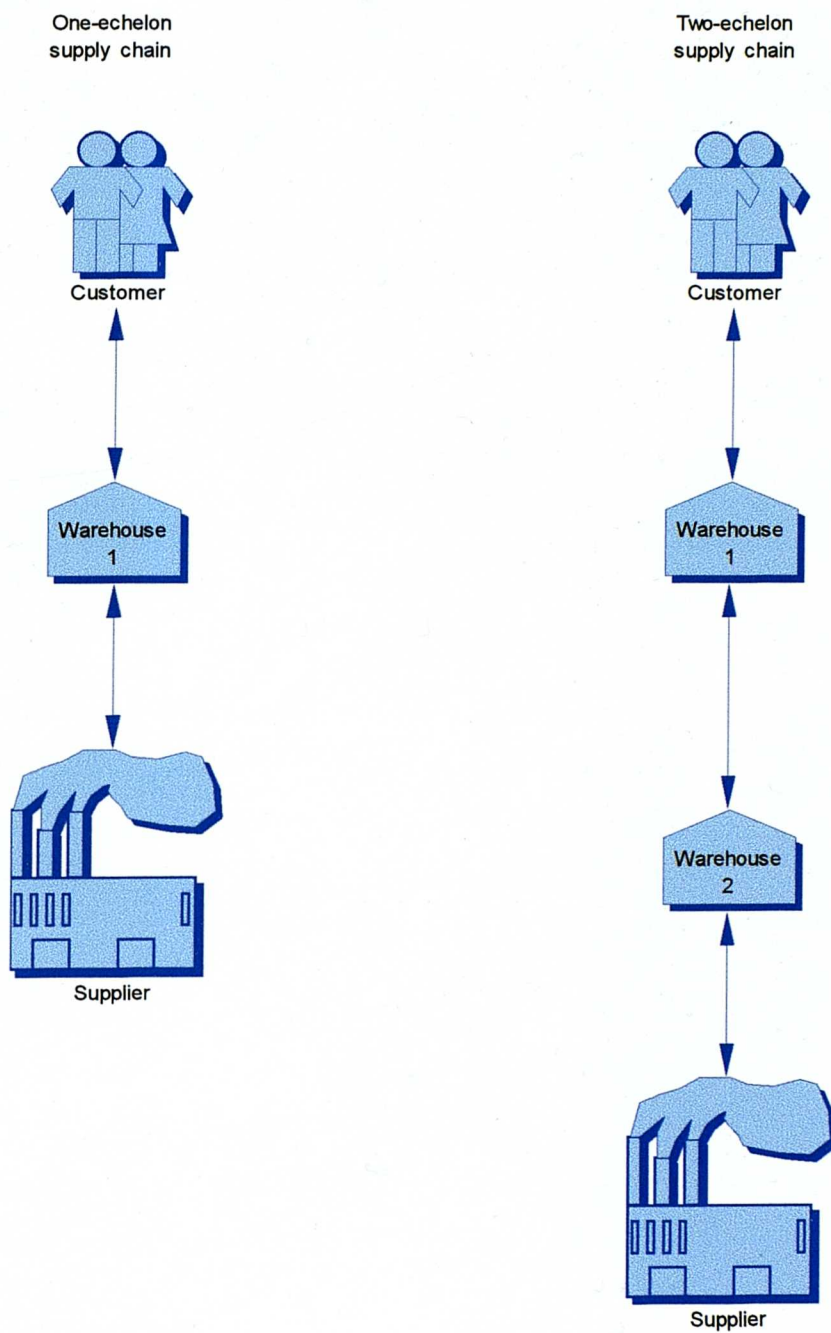 One-echelon
supply chain
Customer
Warehouse
1
Supplier
Two-echelon
supply chain
Customer
Warehouse
1
Warehouse
2
Supplier